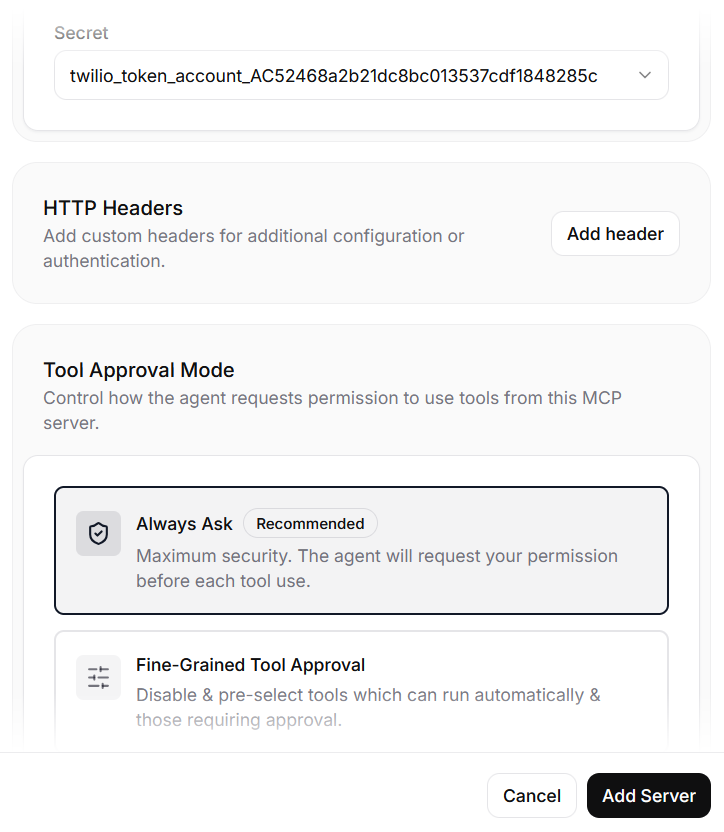 Secret
twilio_token_account_AC52468a2b21dc8bc013537cdf1848285c
HTTP Headers
Add custom headers for additional configuration or
authentication.
Add header
Tool Approval Mode
Control how the agent requests permission to use tools from this MCP
server.
Always Ask Recommended
Maximum security. The agent will request your permission
before each tool use.
Fine-Grained Tool Approval
Disable & pre-select tools which can run automatically &
those requiring approval.
Cancel Add Server